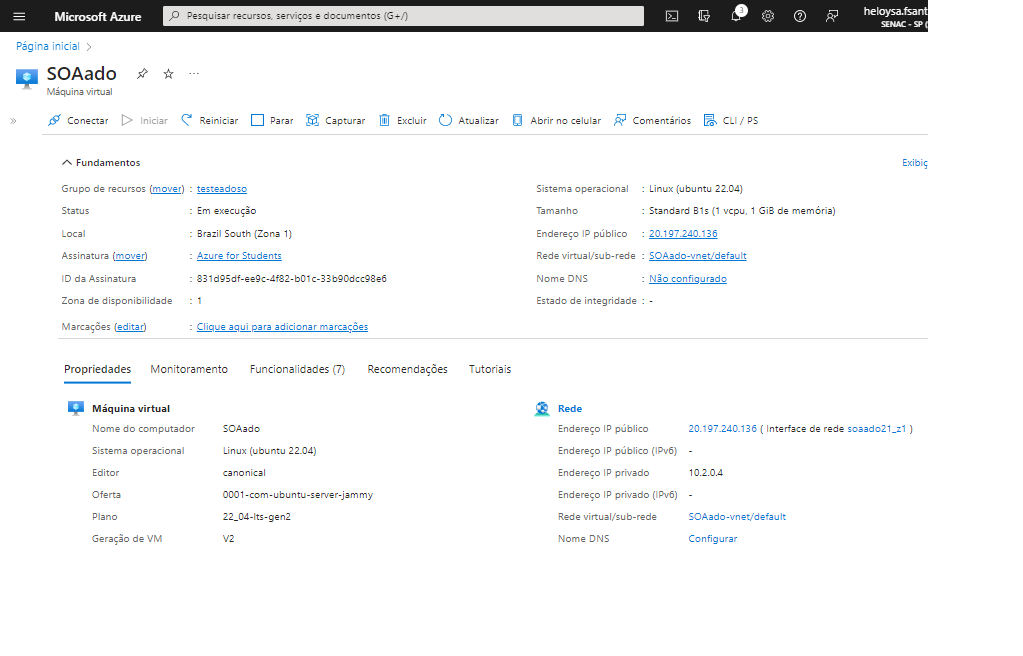 Microsoft Azure
Pesquisar recursos, serviços e documentos (G+/)
3
heloysa.fsant
SENAC - SP (
Página inicial
SOAado
Máquina virtual
Conectar
Iniciar
Reiniciar
Parar
Capturar
Excluir
Atualizar
Abrir no celular
Comentários
CLI / PS
Fundamentos
Exibiç
Grupo de recursos (mover) : testeadoso
Status : Em execução
Local : Brazil South (Zona 1)
Assinatura (mover) : Azure for Students
ID da Assinatura : 831d95df-ee9c-4f82-b01c-33b90dcc98e6
Zona de disponibilidade : 1
Marcações (editar) : Clique aqui para adicionar marcações
Sistema operacional : Linux (ubuntu 22.04)
Tamanho : Standard B1s (1 vcpu, 1 GiB de memória)
Endereço IP público : 20.197.240.136
Rede virtual/sub-rede : SOAado-vnet/default
Nome DNS : Não configurado
Estado de integridade : -
Propriedades
Monitoramento
Funcionalidades (7)
Recomendações
Tutoriais
Máquina virtual
Nome do computador SOAado
Sistema operacional Linux (ubuntu 22.04)
Editor canonical
Oferta 0001-com-ubuntu-server-jammy
Plano 22_04-lts-gen2
Geração de VM V2
Rede
Endereço IP público 20.197.240.136 ( Interface de rede soaado21_z1 )
Endereço IP público (IPv6) -
Endereço IP privado 10.2.0.4
Endereço IP privado (IPv6) -
Rede virtual/sub-rede SOAado-vnet/default
Nome DNS Configurar